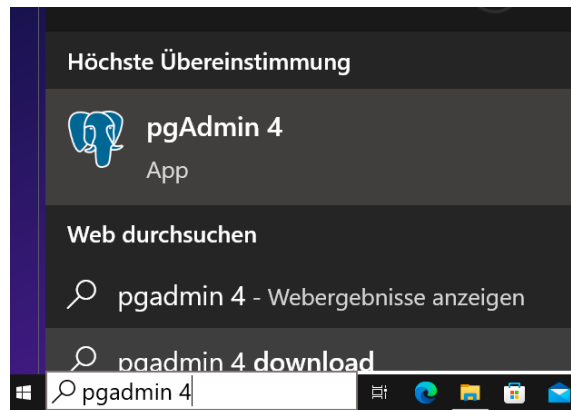 Höchste Übereinstimmung
pgAdmin 4
App
Web durchsuchen
pgadmin 4 - Webergebnisse anzeigen
pgadmin 4 download
pgadmin 4